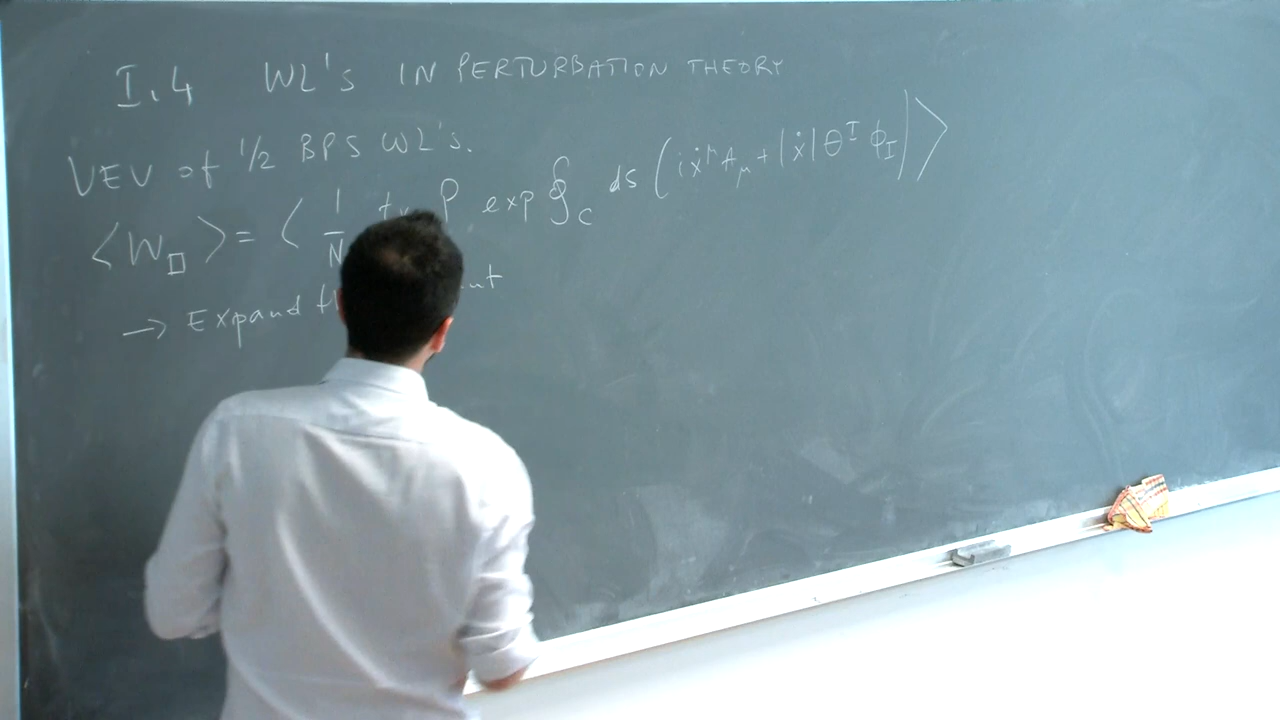 I.4 WL's IN PERTURBATION THEORY
VEV of 1/2 BPS WL's.
⟨W_□⟩ = ⟨ 1/N tr P exp ∮_C ds (i ẋ^μ A_μ + |ẋ| θ^I ϕ_I) ⟩
→ Expand